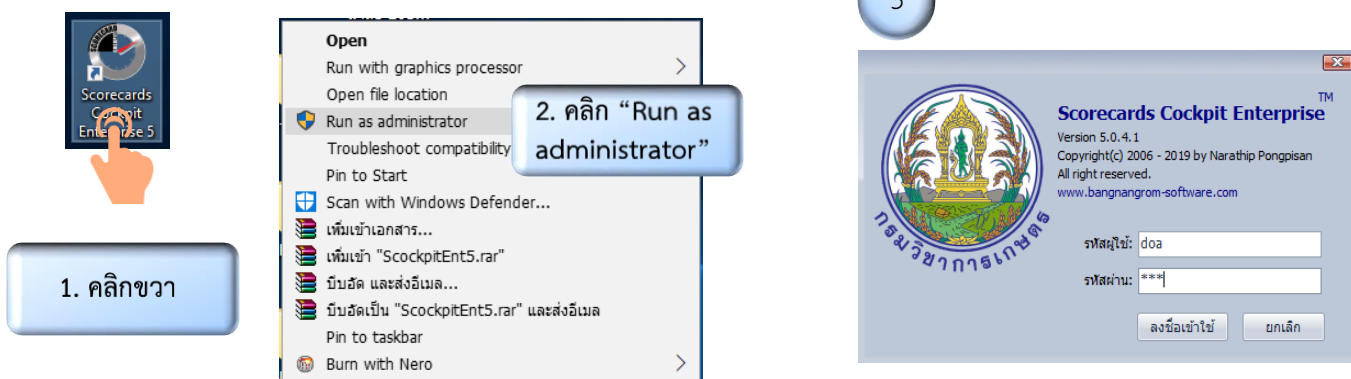 Scorecards
Cockpit
Enterprise 5
1. คลิกขวา
Open
Run with graphics processor
Open file location
Run as administrator
Troubleshoot compatibility
Pin to Start
Scan with Windows Defender...
เพิ่มเข้าเอกสาร...
เพิ่มเข้า "ScockpitEnt5.rar"
บีบอัด และส่งอีเมล...
บีบอัดเป็น "ScockpitEnt5.rar" และส่งอีเมล
Pin to taskbar
Burn with Nero
2. คลิก “Run as
administrator”
กรมวิชาการเกษตร
Scorecards Cockpit Enterprise TM
Version 5.0.4.1
Copyright(c) 2006 - 2019 by Narathip Pongpisan
All right reserved.
www.bangnangrom-software.com
รหัสผู้ใช้: doa
รหัสผ่าน: ***
ลงชื่อเข้าใช้ ยกเลิก